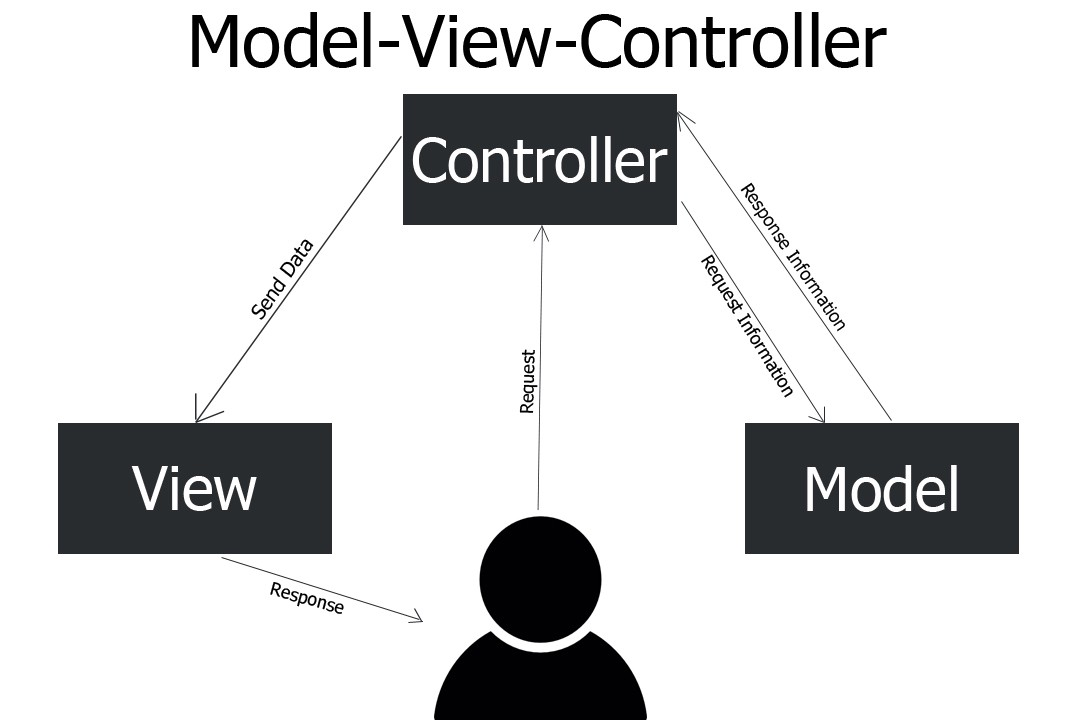 Model-View-Controller
Controller
Send Data
Request
Request Information
Response Information
View
Model
Response